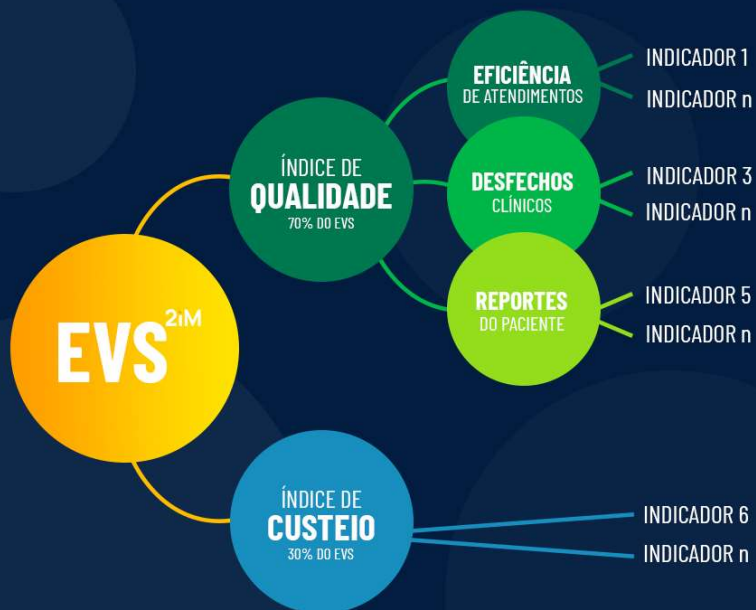 EVS 2iM
ÍNDICE DE
QUALIDADE
70% DO EVS
EFICIÊNCIA
DE ATENDIMENTOS
INDICADOR 1
INDICADOR n
DESFECHOS
CLÍNICOS
INDICADOR 3
INDICADOR n
REPORTES
DO PACIENTE
INDICADOR 5
INDICADOR n
ÍNDICE DE
CUSTEIO
30% DO EVS
INDICADOR 6
INDICADOR n